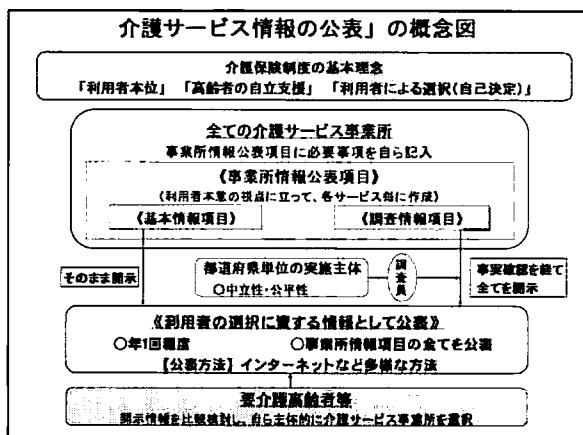 介護サービス情報の公表」の概念図
介護保険制度の基本理念
「利用者本位」　「高齢者の自立支援」　「利用者による選択(自己決定)」
全ての介護サービス事業所
事業所情報公表項目に必要事項を自ら記入
《事業所情報公表項目》
(利用者本意の視点に立って、各サービス毎に作成)
《基本情報項目》
《調査情報項目》
そのまま開示
都道府県単位の実施主体
○中立性・公平性
調査員
事実確認を経て
全てを開示
《利用者の選択に資する情報として公表》
○年1回程度　　○事業所情報項目の全てを公表
【公表方法】インターネットなど多様な方法
要介護高齢者等
開示情報を比較検討し、自ら主体的に介護サービス事業所を選択